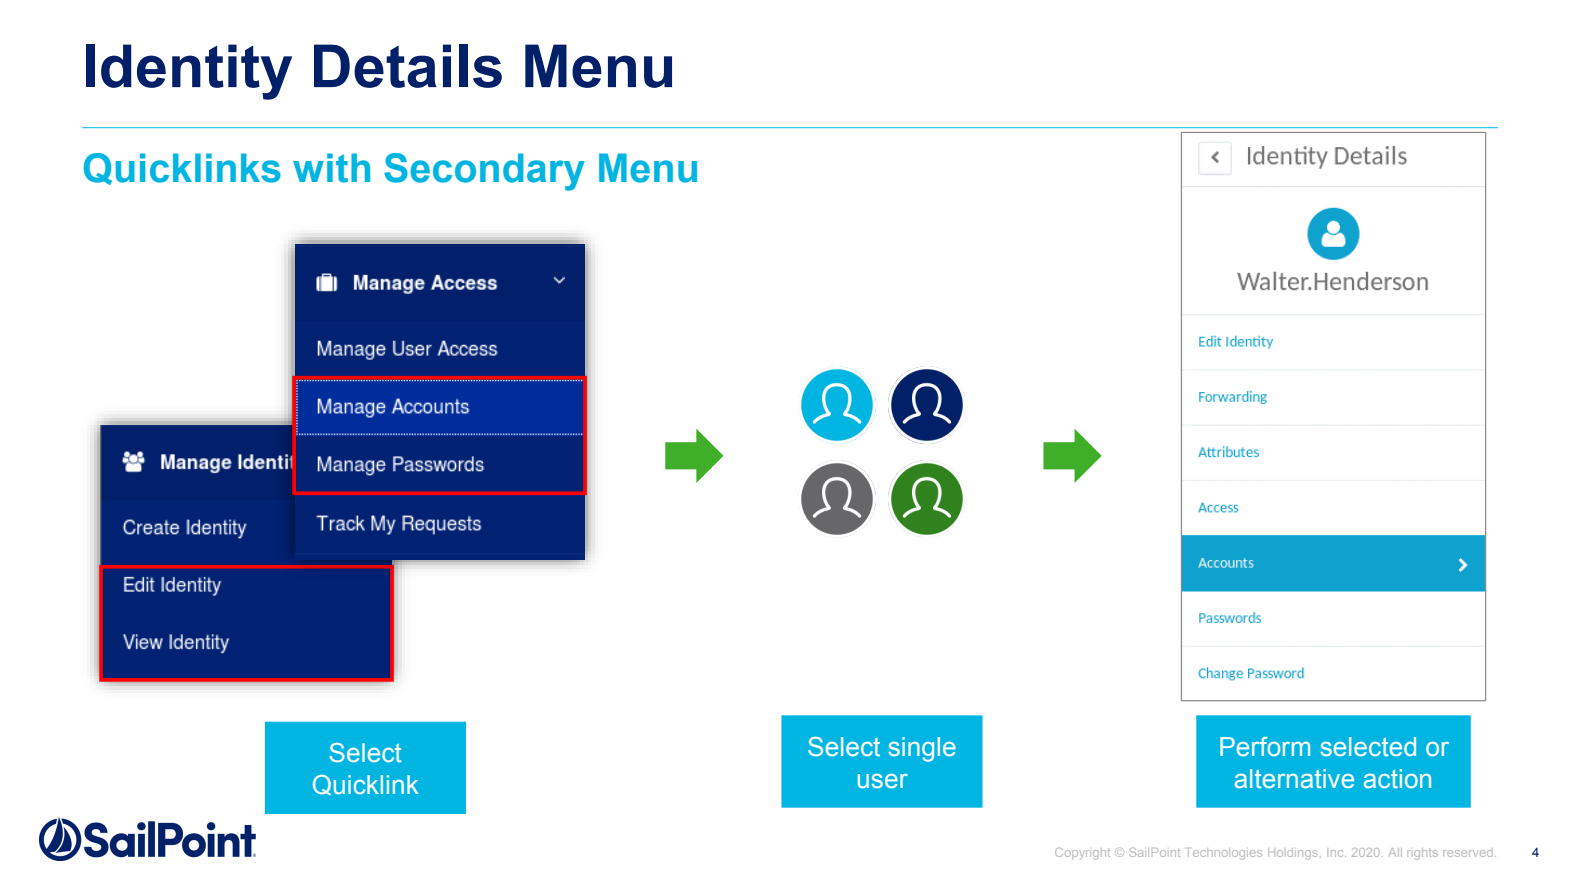 Identity Details Menu
Quicklinks with Secondary Menu
Manage Access
Manage User Access
Manage Accounts
Manage Passwords
Track My Requests
Manage Identit
Create Identity
Edit Identity
View Identity
Select
Quicklink
Select single
user
Identity Details
Walter.Henderson
Edit Identity
Forwarding
Attributes
Access
Accounts
Passwords
Change Password
Perform selected or
alternative action
SailPoint
Copyright © SailPoint Technologies Holdings, Inc. 2020. All rights reserved.
4